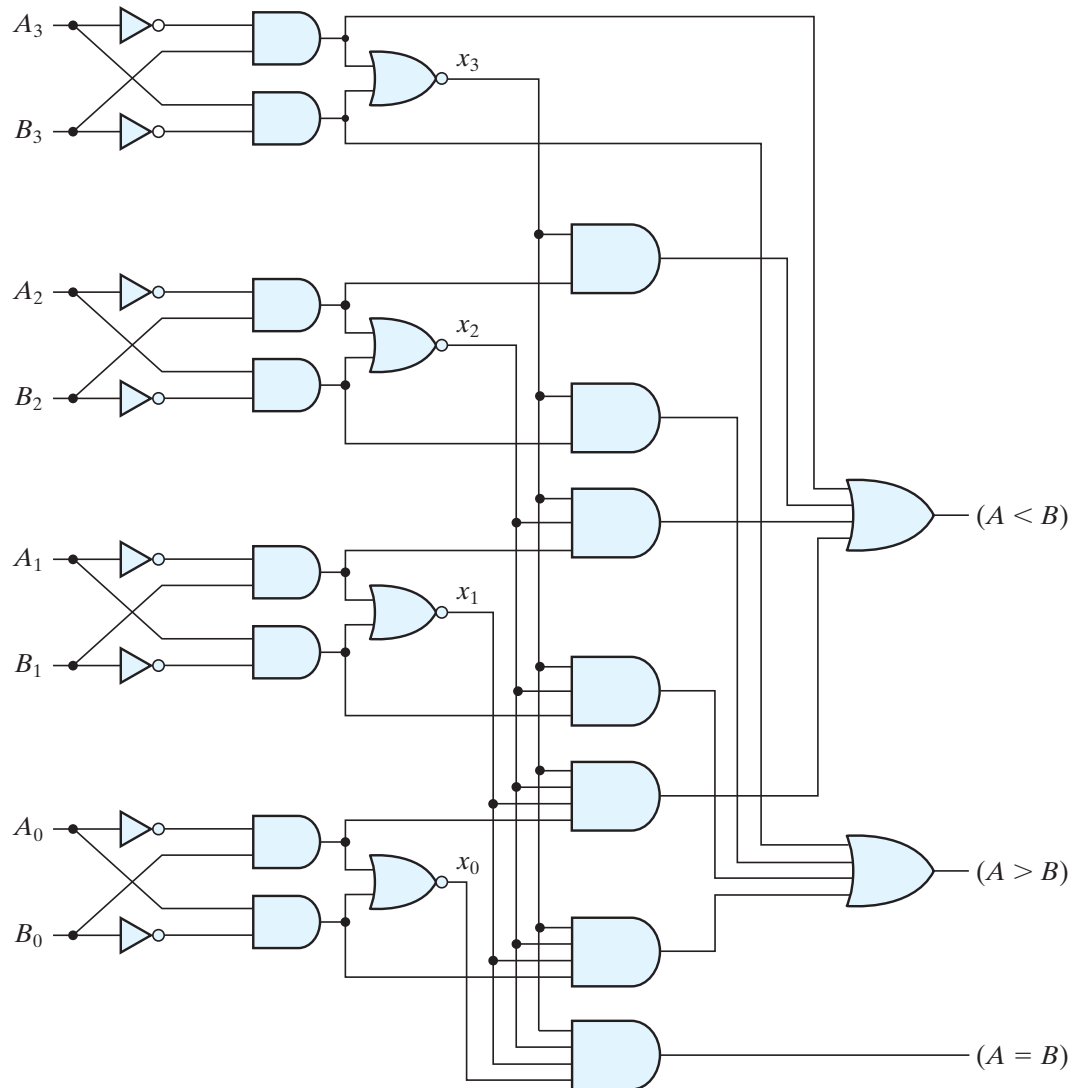 A₃
x₃
B₃
A₂
x₂
B₂
(A < B)
A₁
x₁
B₁
A₀
x₀
(A > B)
B₀
(A = B)